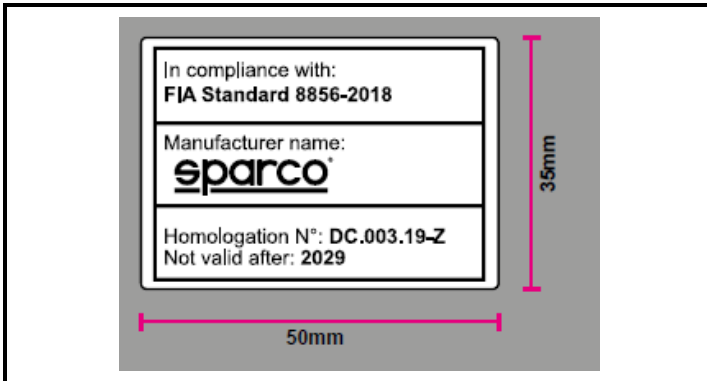 In compliance with:
FIA Standard 8856-2018
Manufacturer name:
sparco
Homologation N°: DC.003.19-Z
Not valid after: 2029
35mm
50mm